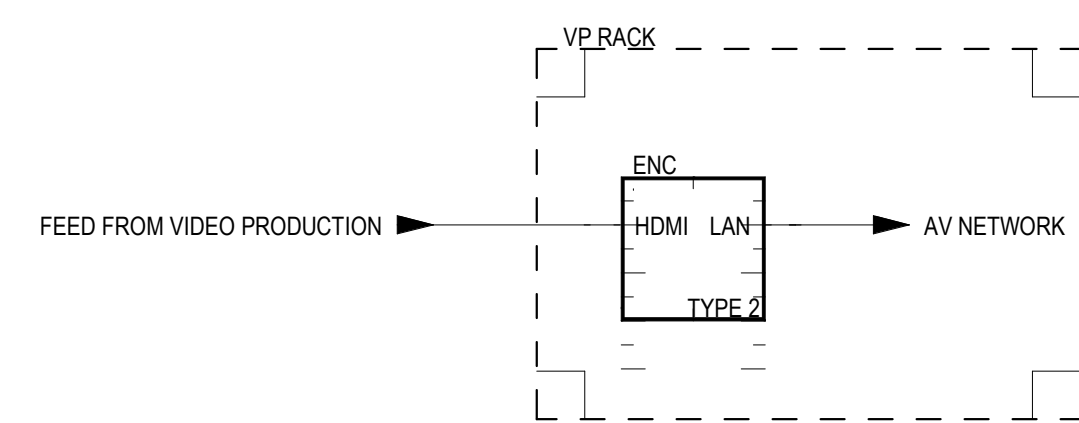 VP RACK
ENC
FEED FROM VIDEO PRODUCTION
HDMI LAN
AV NETWORK
TYPE 2